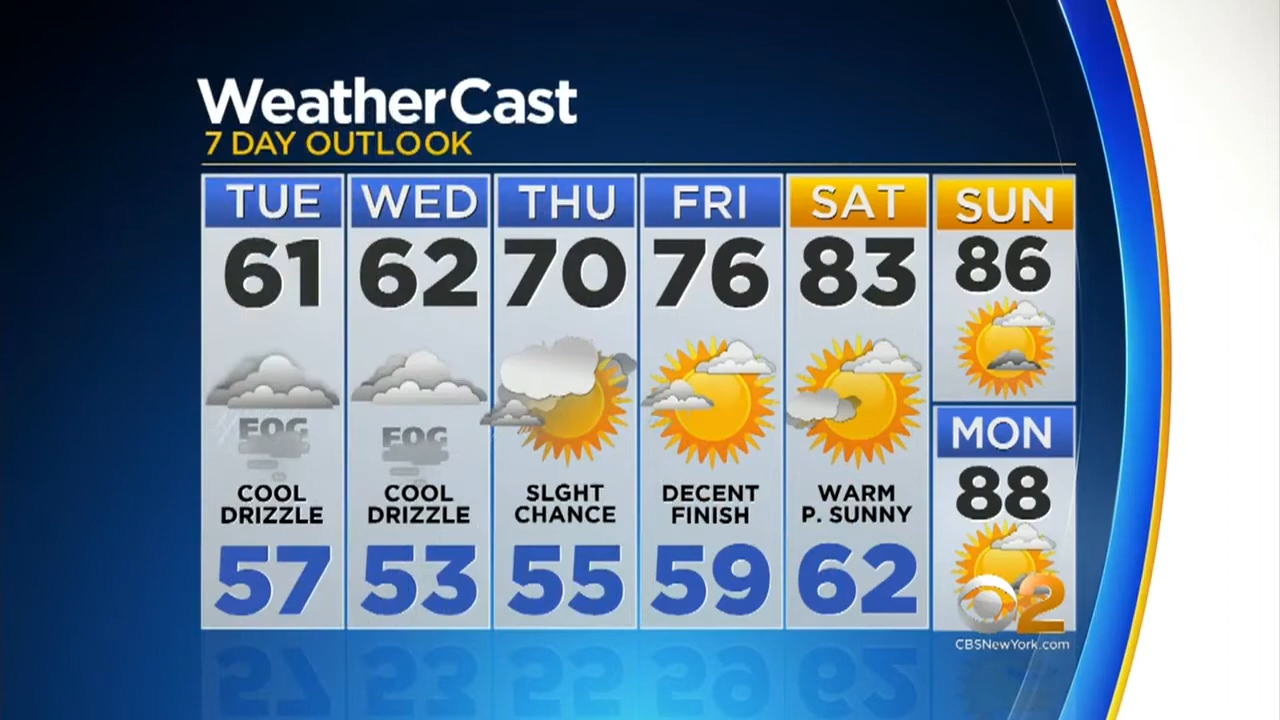 WeatherCast
7 DAY OUTLOOK
TUE
61
FOG
COOL
DRIZZLE
57
WED
62
FOG
COOL
DRIZZLE
53
THU
70
SLGHT
CHANCE
55
FRI
76
DECENT
FINISH
59
SAT
83
WARM
P. SUNNY
62
SUN
86
MON
88
2
CBSNewYork.com